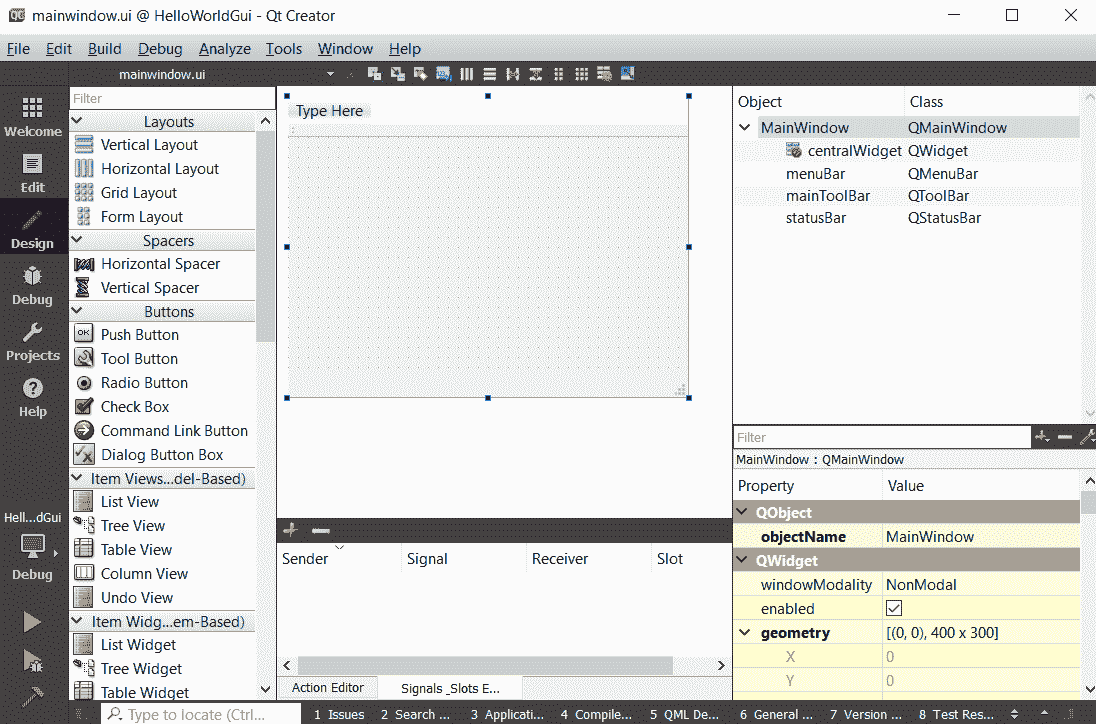 mainwindow.ui @ HelloWorldGui - Qt Creator
File Edit Build Debug Analyze Tools Window Help
mainwindow.ui
Welcome
Edit
Design
Debug
Projects
Help
Hell...dGui
Debug
Filter
Layouts
Vertical Layout
Horizontal Layout
Grid Layout
Form Layout
Spacers
Horizontal Spacer
Vertical Spacer
Buttons
OK Push Button
Tool Button
Radio Button
Check Box
Command Link Button
Dialog Button Box
Item Views...del-Based)
List View
Tree View
Table View
Column View
Undo View
Item Widg...em-Based)
List Widget
Tree Widget
Table Widget
Type Here
Sender Signal Receiver Slot
Action Editor Signals _Slots E...
Object Class
MainWindow QMainWindow
centralWidget QWidget
menuBar QMenuBar
mainToolBar QToolBar
statusBar QStatusBar
Filter
MainWindow : QMainWindow
Property Value
QObject
objectName MainWindow
QWidget
windowModality NonModal
enabled
geometry [(0, 0), 400 x 300]
X 0
Y 0
Type to locate (Ctrl... 1 Issues 2 Search ... 3 Applicati... 4 Compile... 5 QML De... 6 General ... 7 Version ... 8 Test Res...